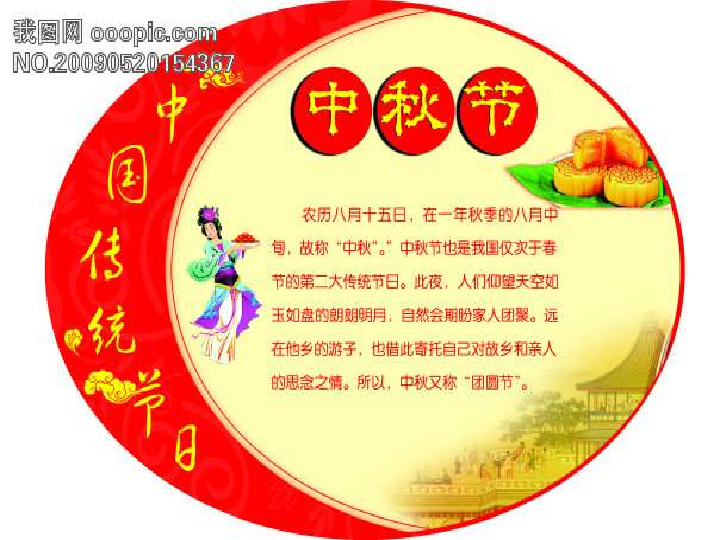 我图网 ooopic.com
NO.20090520154367
中国传统节日
中秋节
农历八月十五日，在一年秋季的八月中
旬，故称“中秋”。”中秋节也是我国仅次于春
节的第二大传统节日。此夜，人们仰望天空如
玉如盘的朗朗明月，自然会期盼家人团聚。远
在他乡的游子，也借此寄托自己对故乡和亲人
的思念之情。所以，中秋又称“团圆节”。